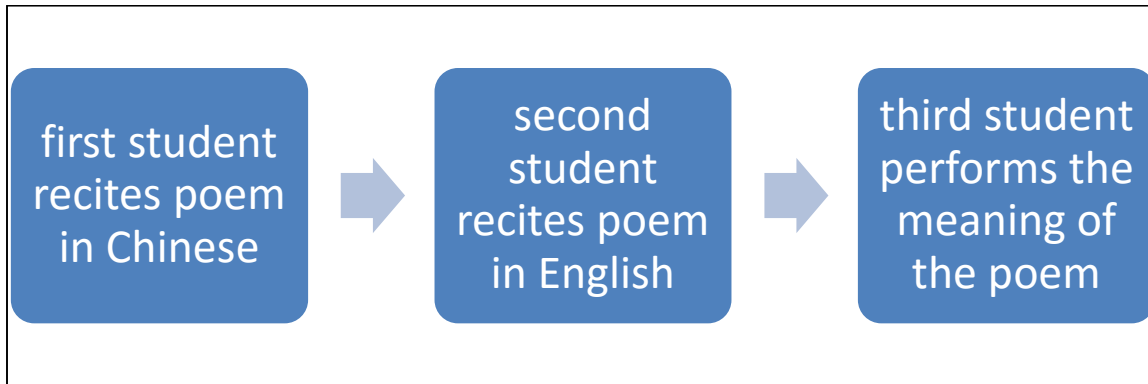 first student
recites poem
in Chinese
second
student
recites poem
in English
third student
performs the
meaning of
the poem